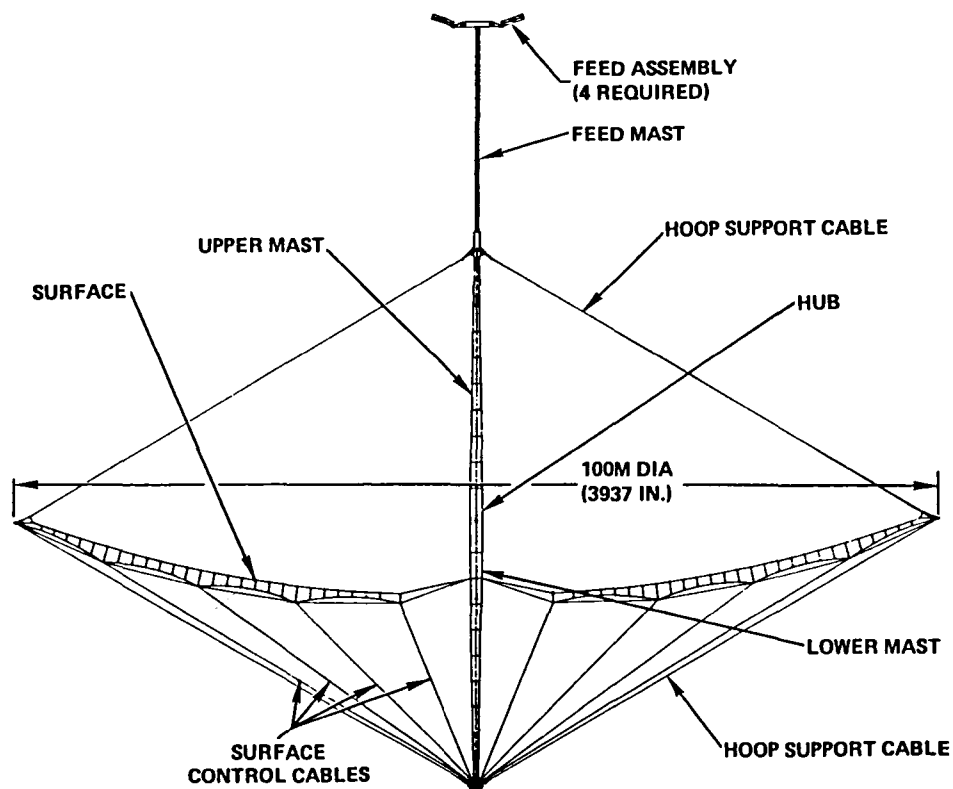 FEED ASSEMBLY
(4 REQUIRED)
FEED MAST
HOOP SUPPORT CABLE
UPPER MAST
SURFACE
HUB
100M DIA
(3937 IN.)
LOWER MAST
SURFACE
CONTROL CABLES
HOOP SUPPORT CABLE